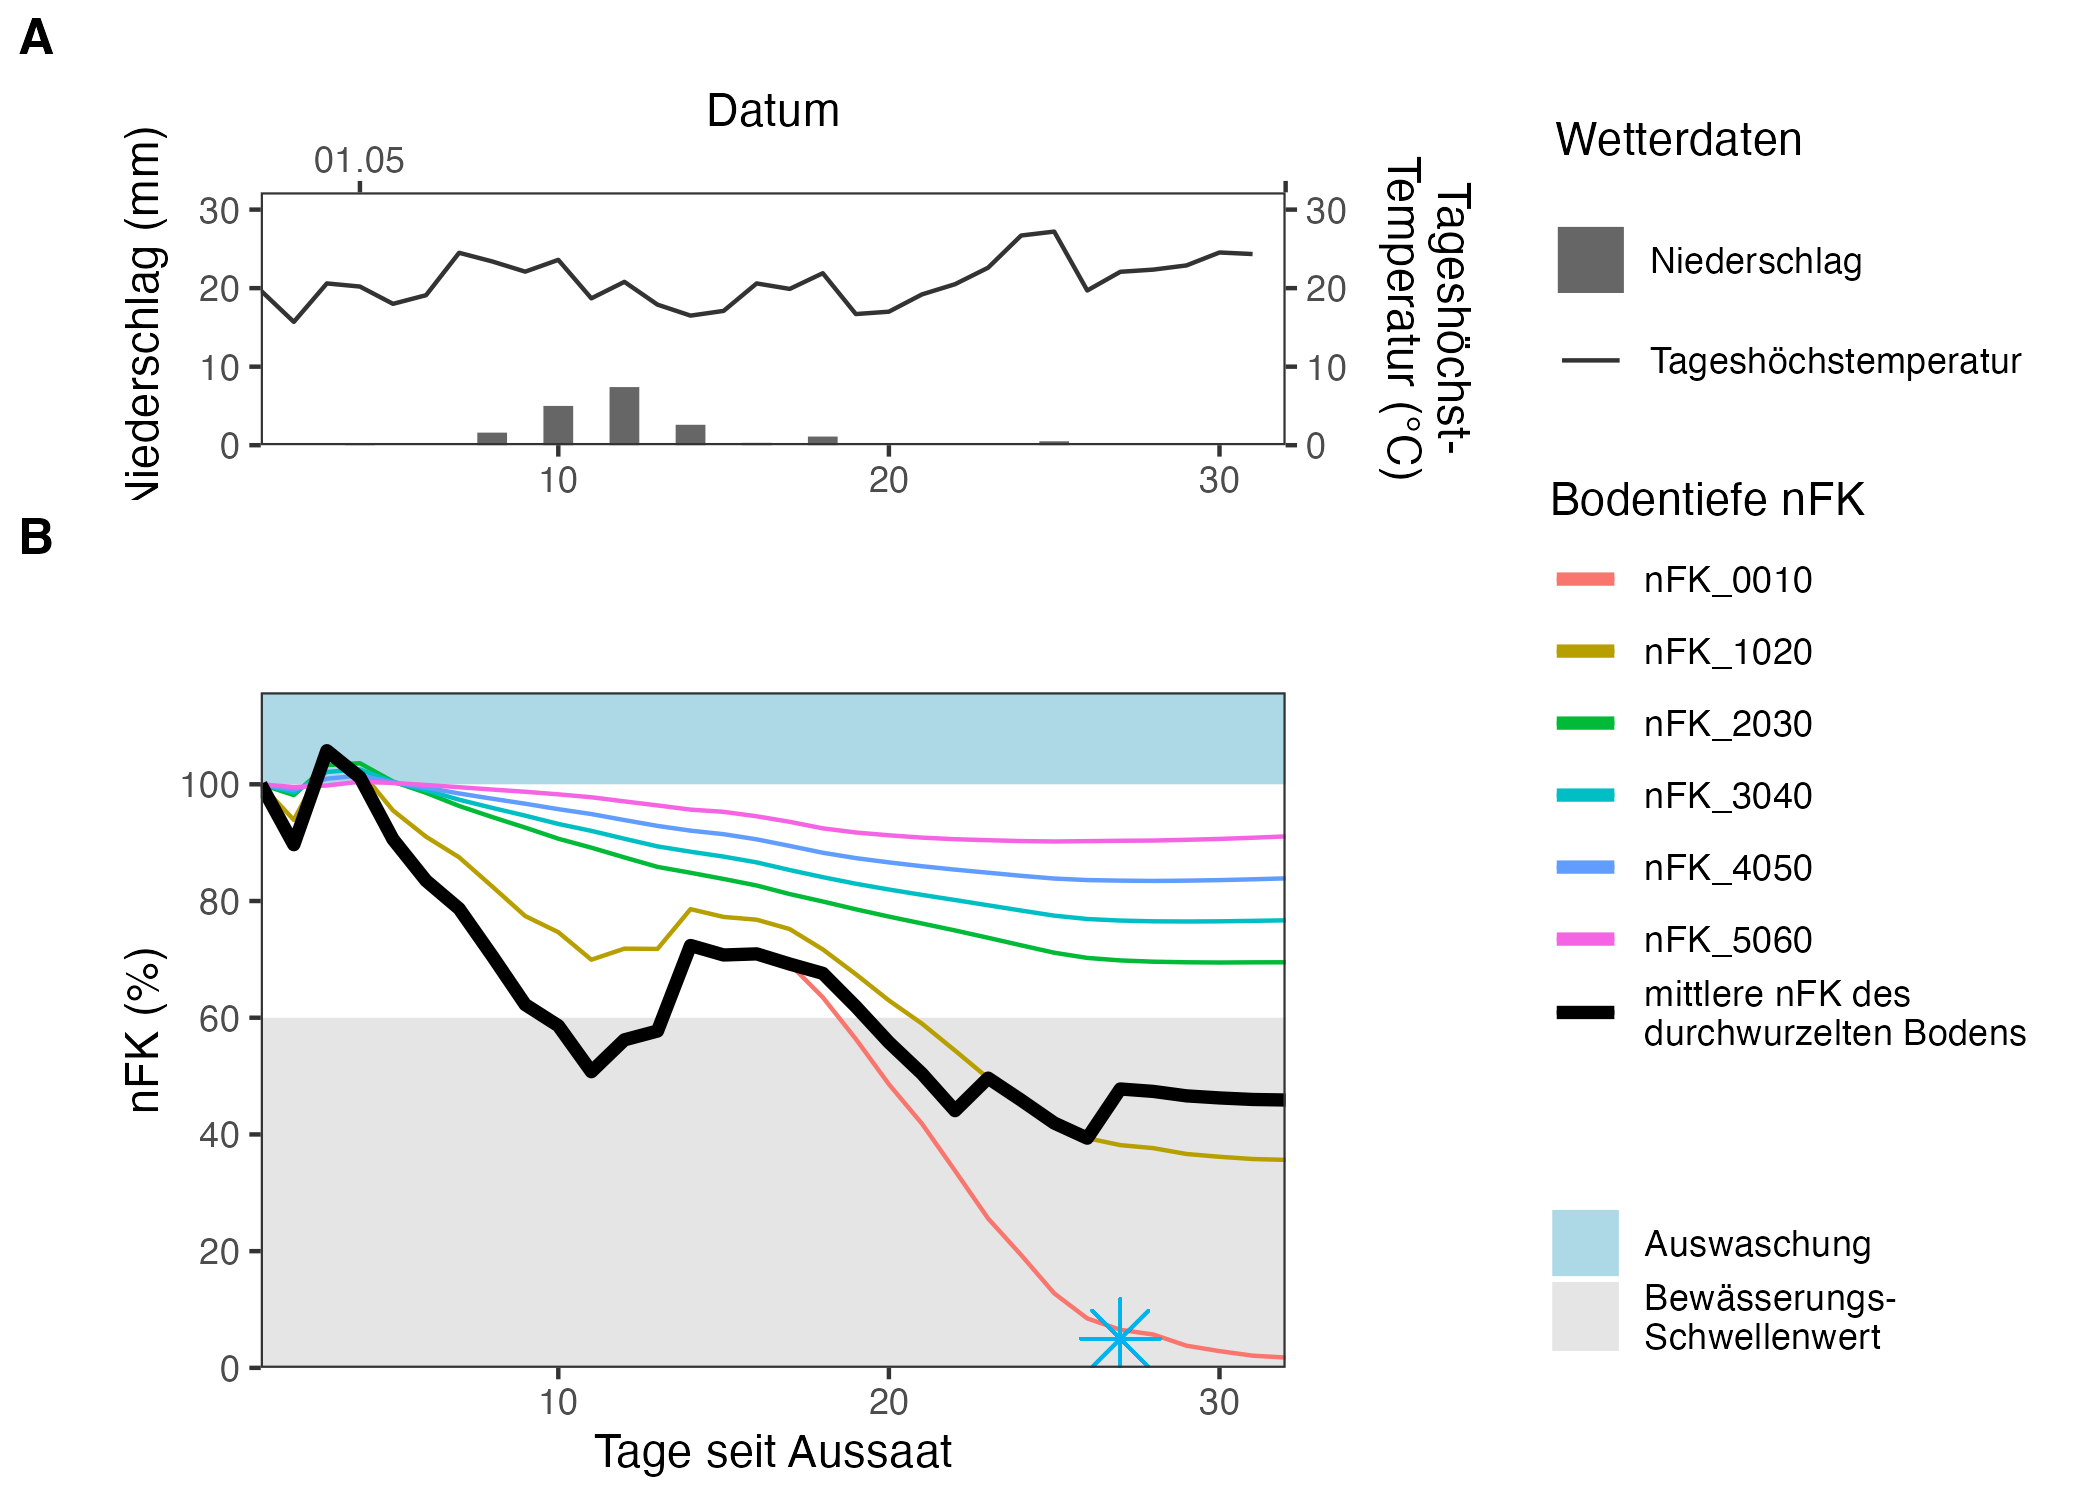 A
Datum
01.05
Niederschlag (mm)
30
20
10
0
30
20
10
0
Tageshöchst-
Temperatur (°C)
10
20
30
Wetterdaten
Niederschlag
Tageshöchstemperatur
B
nFK (%)
100
80
60
40
20
0
10
20
30
Tage seit Aussaat
Bodentiefe nFK
nFK_0010
nFK_1020
nFK_2030
nFK_3040
nFK_4050
nFK_5060
mittlere nFK des
durchwurzelten Bodens
Auswaschung
Bewässerungs-
Schwellenwert